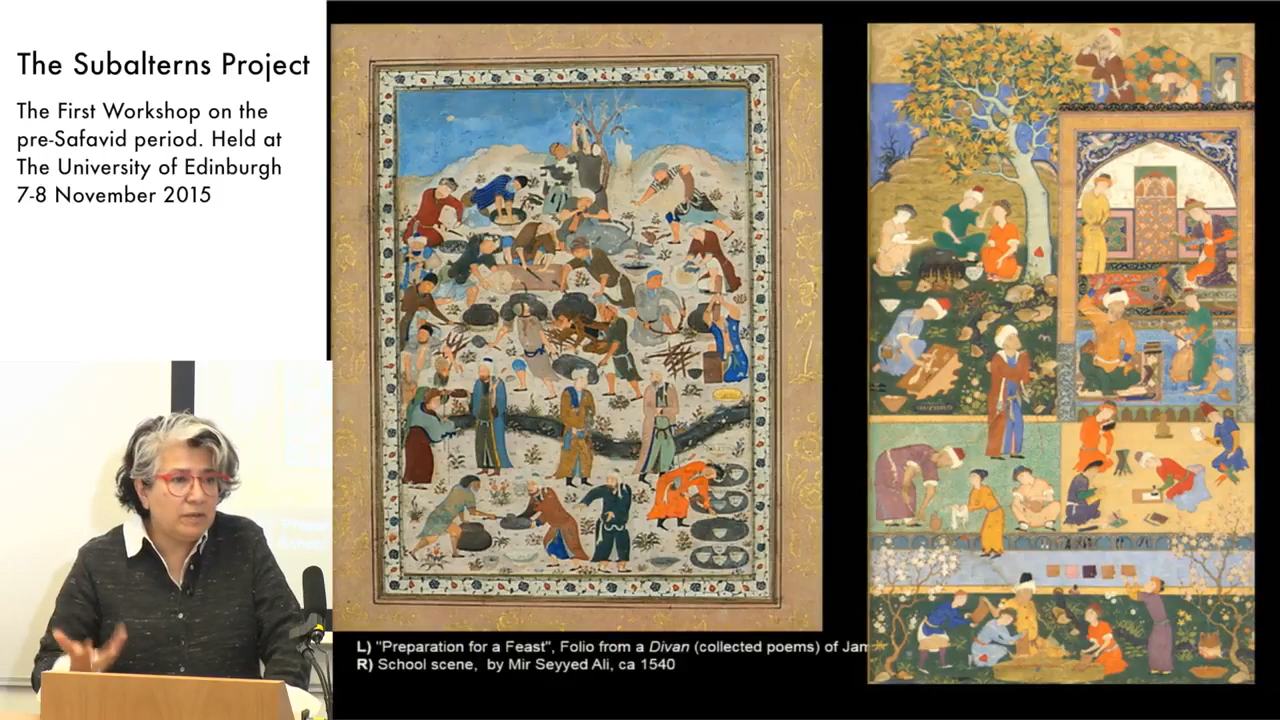 The Subalterns Project
The First Workshop on the
pre-Safavid period. Held at
The University of Edinburgh
7-8 November 2015
L) "Preparation for a Feast", Folio from a Divan (collected poems) of Jam
R) School scene, by Mir Seyyed Ali, ca 1540